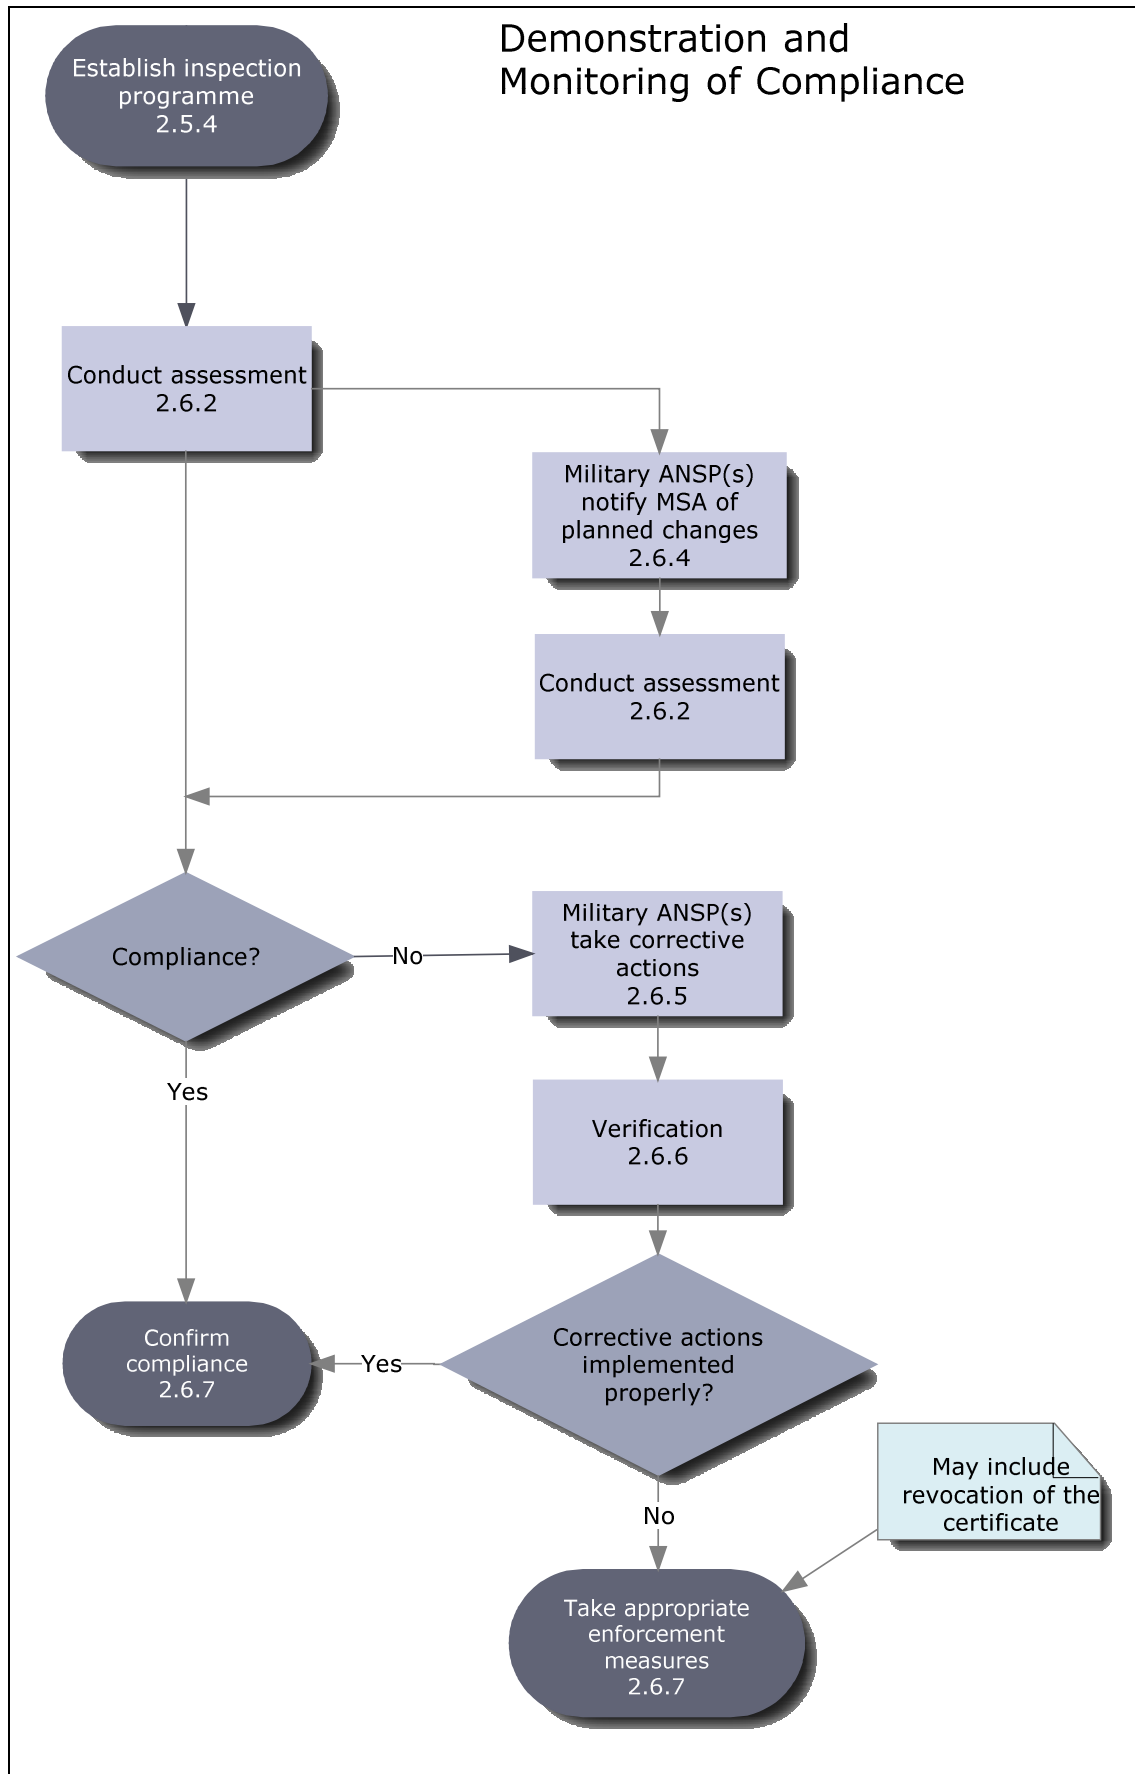 Demonstration and
Monitoring of Compliance
Establish inspection
programme
2.5.4
Conduct assessment
2.6.2
Military ANSP(s)
notify MSA of
planned changes
2.6.4
Conduct assessment
2.6.2
Compliance?
No
Military ANSP(s)
take corrective
actions
2.6.5
Yes
Verification
2.6.6
Confirm
compliance
2.6.7
Yes
Corrective actions
implemented
properly?
No
May include
revocation of the
certificate
Take appropriate
enforcement
measures
2.6.7